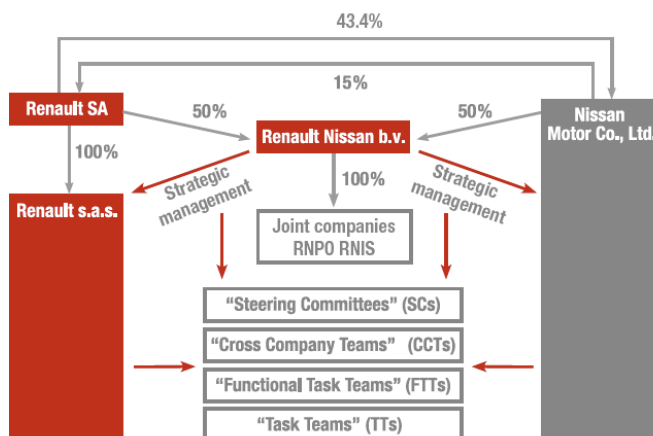 43.4%
15%
Renault SA
50%
50%
Nissan
Motor Co., Ltd.
Renault Nissan b.v.
100%
100%
Strategic
management
Strategic
management
Renault s.a.s.
Joint companies
RNPO RNIS
“Steering Committees” (SCs)
“Cross Company Teams” (CCTs)
“Functional Task Teams” (FTTs)
“Task Teams” (TTs)